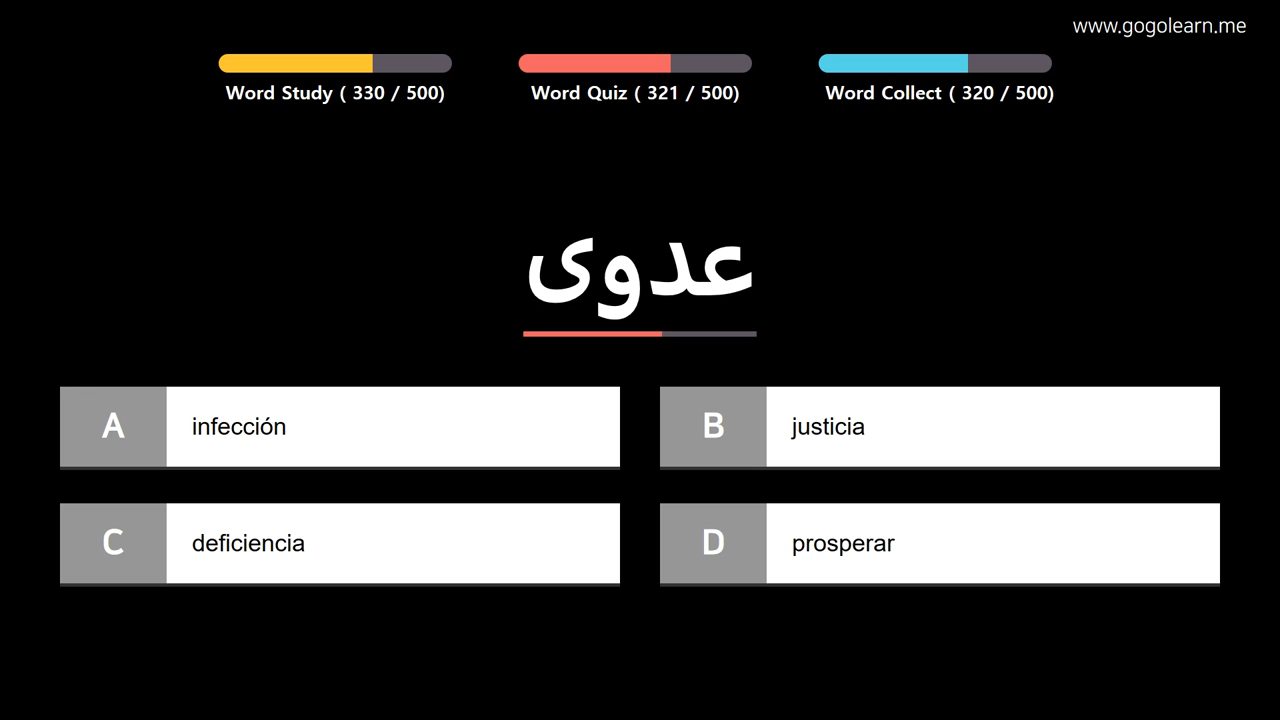 www.gogolearn.me
Word Study ( 330 / 500)
Word Quiz ( 321 / 500)
Word Collect ( 320 / 500)
عدوى
A infección
B justicia
C deficiencia
D prosperar